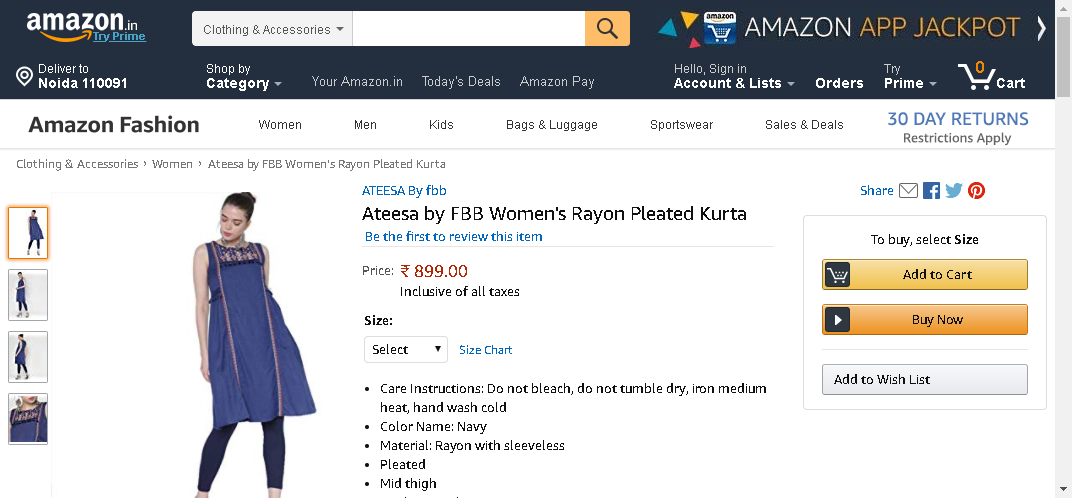 amazon.in
Try Prime
Clothing & Accessories
amazon
AMAZON APP JACKPOT
Deliver to
Noida 110091
Shop by
Category
Your Amazon.in
Today's Deals
Amazon Pay
Hello, Sign in
Account & Lists
Orders
Try
Prime
0
Cart
Amazon Fashion
Women
Men
Kids
Bags & Luggage
Sportswear
Sales & Deals
30 DAY RETURNS
Restrictions Apply
Clothing & Accessories › Women › Ateesa by FBB Women's Rayon Pleated Kurta
ATEESA By fbb
Ateesa by FBB Women's Rayon Pleated Kurta
Be the first to review this item
Price: ₹ 899.00
Inclusive of all taxes
Size:
Select
Size Chart
• Care Instructions: Do not bleach, do not tumble dry, iron medium
heat, hand wash cold
• Color Name: Navy
• Material: Rayon with sleeveless
• Pleated
• Mid thigh
Share
To buy, select Size
Add to Cart
Buy Now
Add to Wish List